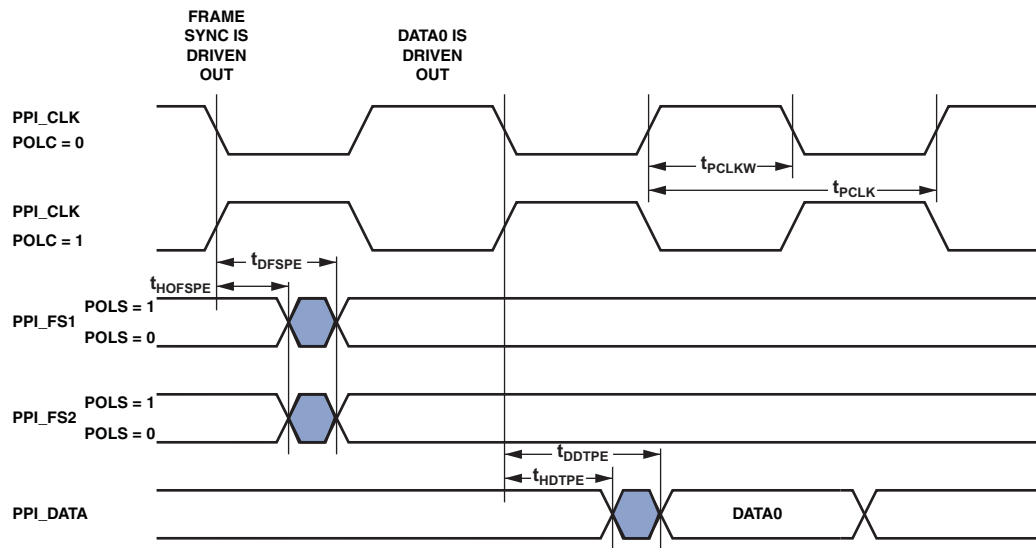 FRAME
SYNC IS
DRIVEN
OUT
DATA0 IS
DRIVEN
OUT
PPI_CLK
POLC = 0
tPCLKW
tPCLK
PPI_CLK
POLC = 1
tDFSPE
tHOFSPE
POLS = 1
PPI_FS1
POLS = 0
POLS = 1
PPI_FS2
POLS = 0
tDDTPE
tHDTPE
PPI_DATA
DATA0